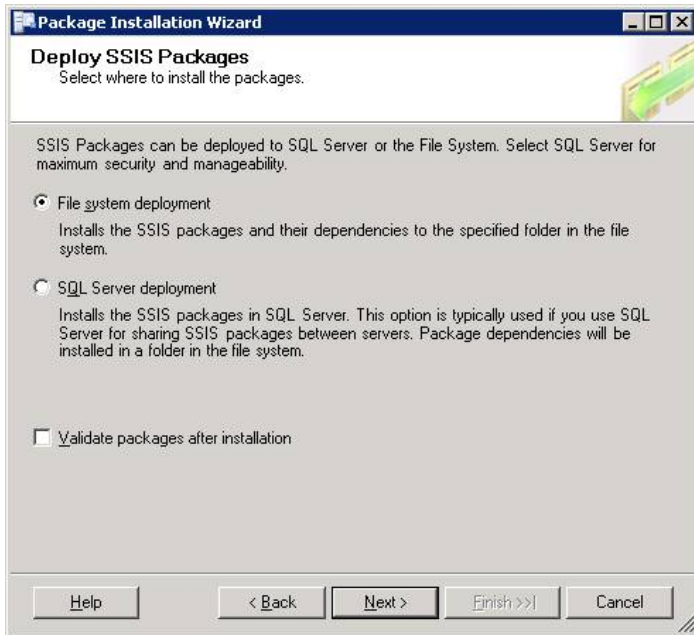 Package Installation Wizard
Deploy SSIS Packages
Select where to install the packages.
SSIS Packages can be deployed to SQL Server or the File System. Select SQL Server for
maximum security and manageability.
File system deployment
Installs the SSIS packages and their dependencies to the specified folder in the file
system.
SQL Server deployment
Installs the SSIS packages in SQL Server. This option is typically used if you use SQL
Server for sharing SSIS packages between servers. Package dependencies will be
installed in a folder in the file system.
Validate packages after installation
Help < Back Next > Finish >>| Cancel